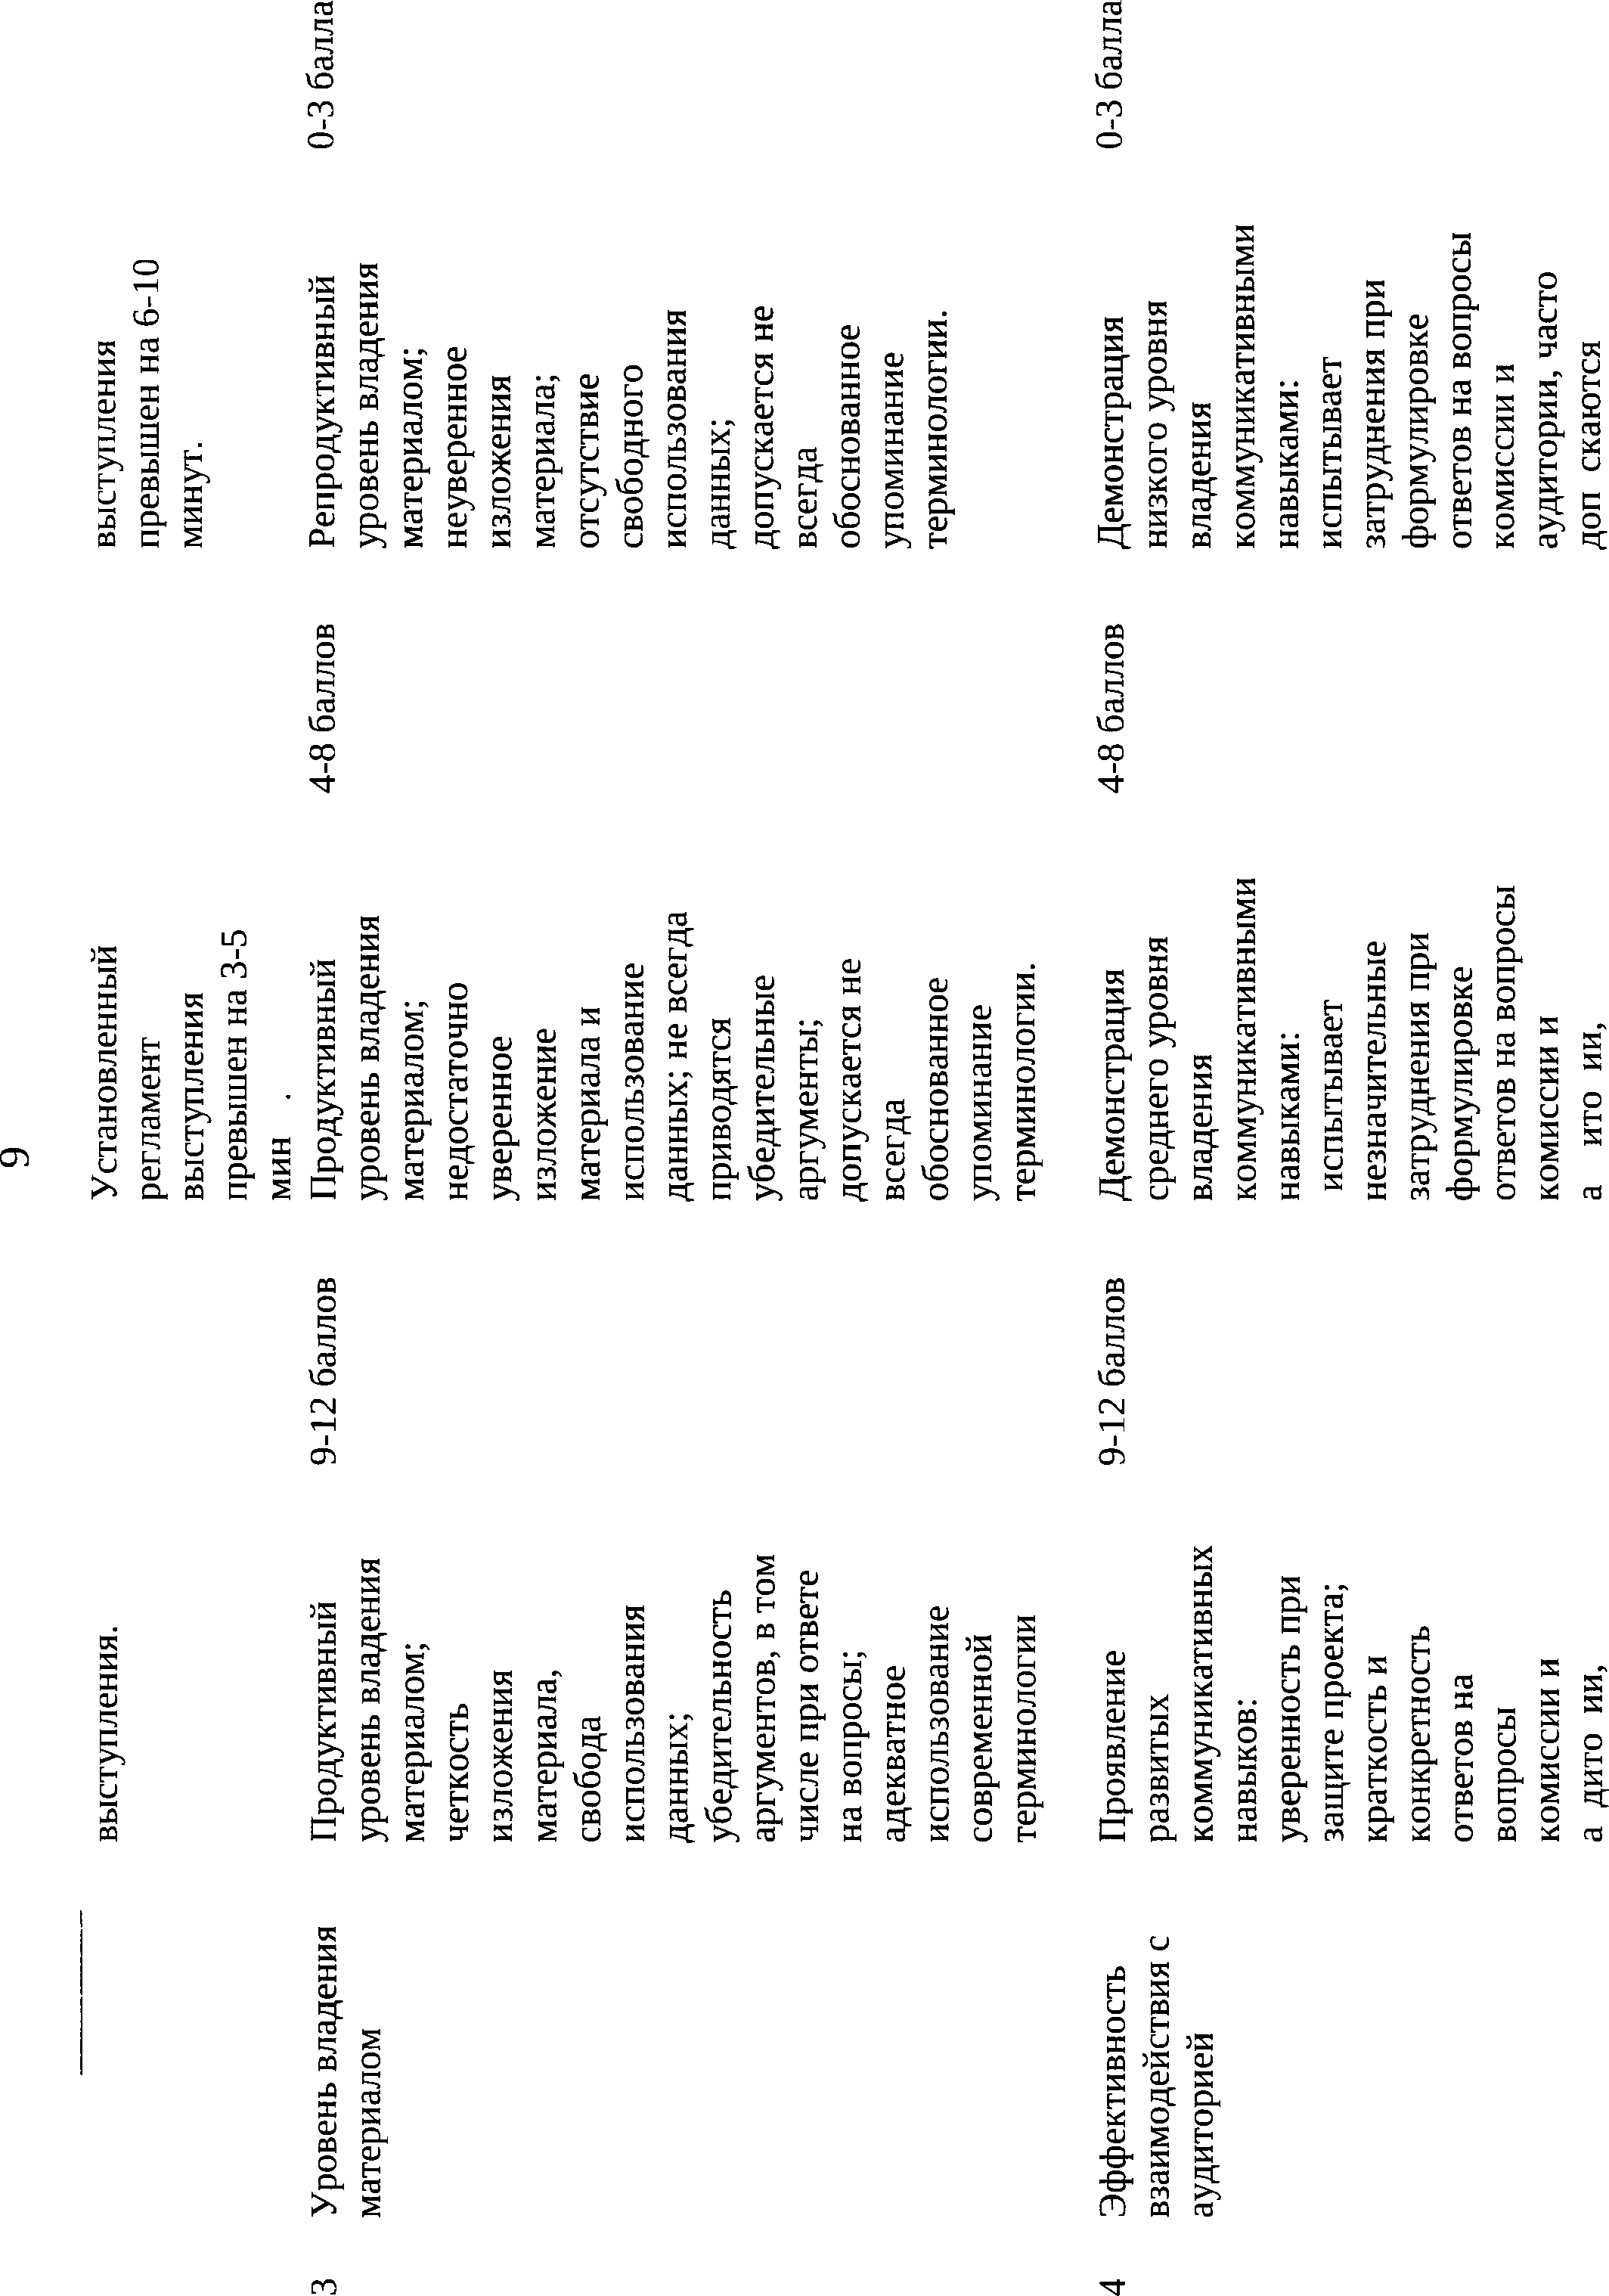 9
выступления.
Установленный
регламент
выступления
превышен на 3-5
мин .
выступления
превышен на 6-10
минут.
3
Уровень владения
материалом
Продуктивный
уровень владения
материалом;
четкость
изложения
материала,
свобода
использования
данных;
убедительность
аргументов, в том
числе при ответе
на вопросы;
адекватное
использование
современной
терминологии
9-12 баллов
Продуктивный
уровень владения
материалом;
недостаточно
уверенное
изложение
материала и
использование
данных; не всегда
приводятся
убедительные
аргументы;
допускается не
всегда
обоснованное
упоминание
терминологии.
4-8 баллов
Репродуктивный
уровень владения
материалом;
неуверенное
изложения
материала;
отсутствие
свободного
использования
данных;
допускается не
всегда
обоснованное
упоминание
терминологии.
0-3 балла
4
Эффективность
взаимодействия с
аудиторией
Проявление
развитых
коммуникативных
навыков:
уверенность при
защите проекта;
краткость и
конкретность
ответов на
вопросы
комиссии и
а дито ии,
9-12 баллов
Демонстрация
среднего уровня
владения
коммуникативными
навыками:
испытывает
незначительные
затруднения при
формулировке
ответов на вопросы
комиссии и
а ито ии,
4-8 баллов
Демонстрация
низкого уровня
владения
коммуникативными
навыками:
испытывает
затруднения при
формулировке
ответов на вопросы
комиссии и
аудитории, часто
доп скаются
0-3 балла